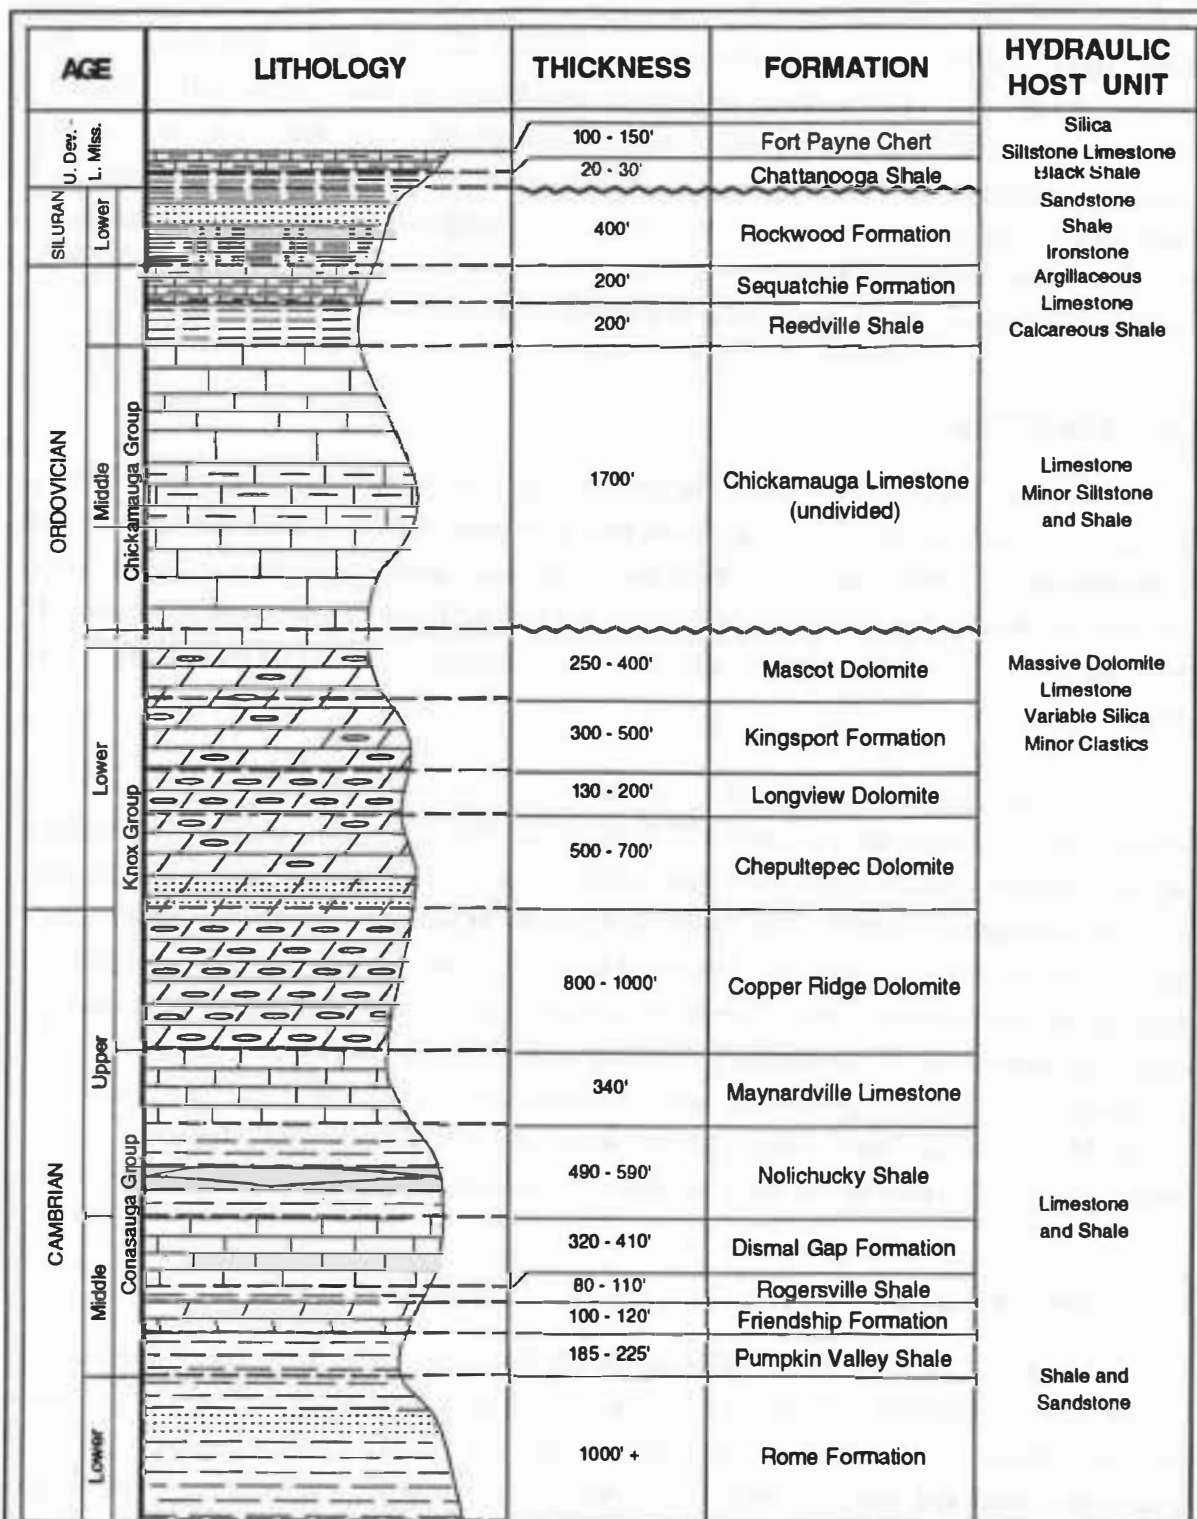 AGE
LITHOLOGY
THICKNESS
FORMATION
HYDRAULIC
HOST UNIT
U. Dev. -
L. Miss.
100 - 150'
Fort Payne Chert
Silica
Siltstone Limestone
20 - 30'
Chattanooga Shale
Black Shale
SILURAN
Lower
400'
Rockwood Formation
Sandstone
Shale
Ironstone
200'
Sequatchie Formation
Argillaceous
Limestone
200'
Reedville Shale
Calcareous Shale
ORDOVICIAN
Middle
Chickamauga Group
1700'
Chickamauga Limestone
(undivided)
Limestone
Minor Siltstone
and Shale
Lower
Knox Group
250 - 400'
Mascot Dolomite
Massive Dolomite
Limestone
Variable Silica
Minor Clastics
300 - 500'
Kingsport Formation
130 - 200'
Longview Dolomite
500 - 700'
Chepultepec Dolomite
CAMBRIAN
Upper
800 - 1000'
Copper Ridge Dolomite
Conasauga Group
340'
Maynardville Limestone
490 - 590'
Nolichucky Shale
Limestone
and Shale
Middle
320 - 410'
Dismal Gap Formation
80 - 110'
Rogersville Shale
100 - 120'
Friendship Formation
185 - 225'
Pumpkin Valley Shale
Shale and
Sandstone
Lower
1000' +
Rome Formation